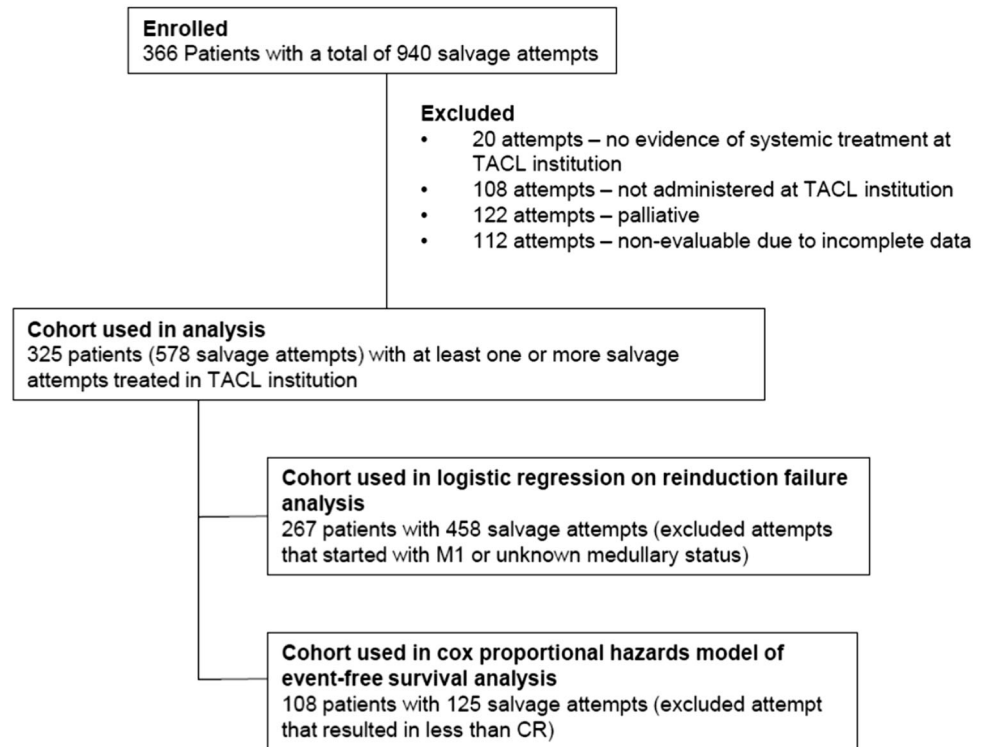 Enrolled
366 Patients with a total of 940 salvage attempts
Excluded
• 20 attempts – no evidence of systemic treatment at
TACL institution
• 108 attempts – not administered at TACL institution
• 122 attempts – palliative
• 112 attempts – non-evaluable due to incomplete data
Cohort used in analysis
325 patients (578 salvage attempts) with at least one or more salvage
attempts treated in TACL institution
Cohort used in logistic regression on reinduction failure
analysis
267 patients with 458 salvage attempts (excluded attempts
that started with M1 or unknown medullary status)
Cohort used in cox proportional hazards model of
event-free survival analysis
108 patients with 125 salvage attempts (excluded attempt
that resulted in less than CR)